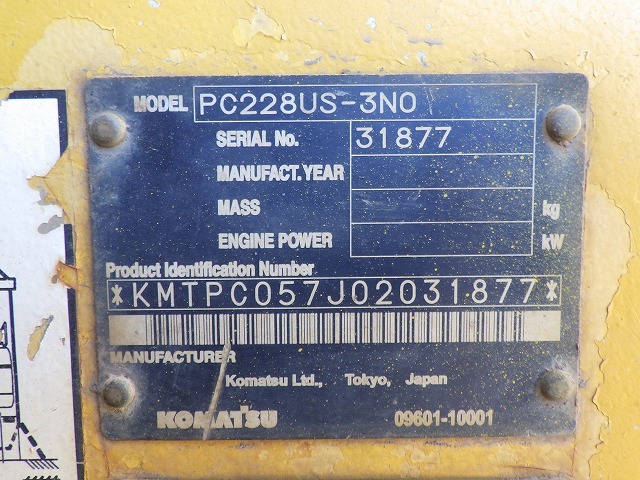 MODEL PC228US-3N0
SERIAL No. 31877
MANUFACT.YEAR
MASS kg
ENGINE POWER kW
Product Identification Number
*KMTPC057J02031877*
MANUFACTURER
Komatsu Ltd., Tokyo, Japan
KOMATSU 09601-10001